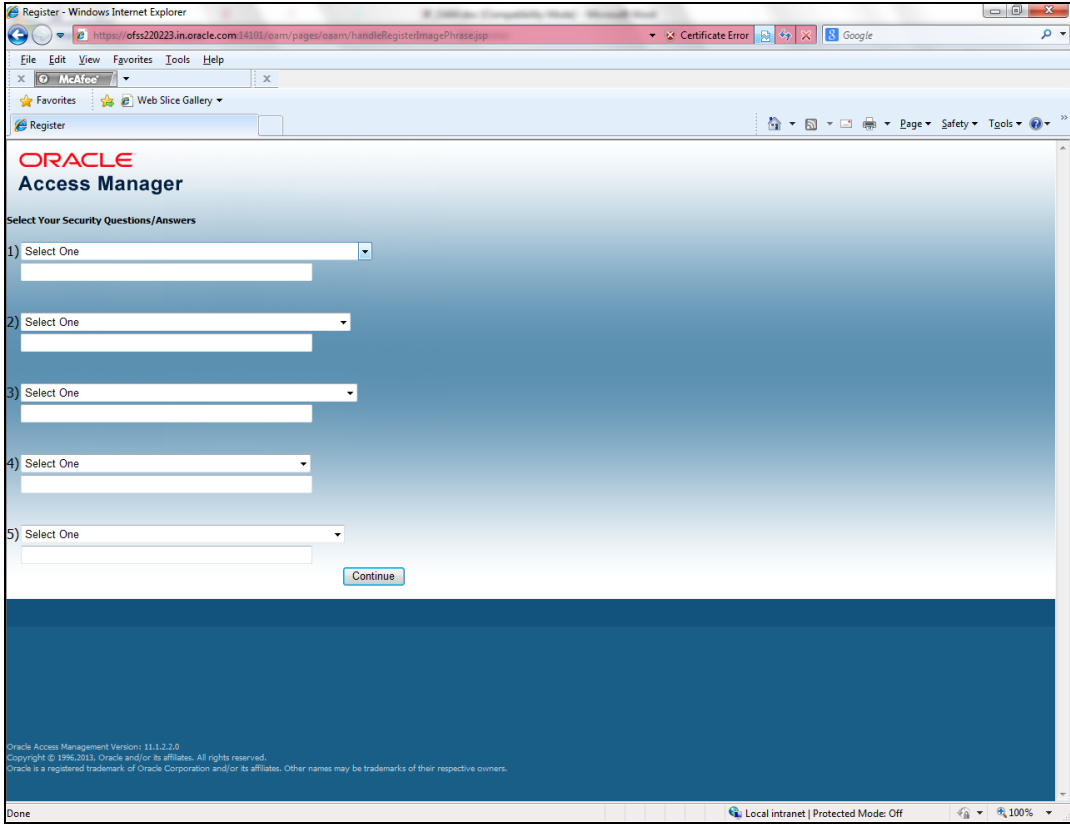 Register - Windows Internet Explorer
https://ofss220223.in.oracle.com:14101/oam/pages/oaam/handleRegisterImagePhrase.jsp
Certificate Error
Google
File Edit View Favorites Tools Help
x McAfee x
Favorites Web Slice Gallery
Register
Page Safety Tools
ORACLE
Access Manager
Select Your Security Questions/Answers
1) Select One
2) Select One
3) Select One
4) Select One
5) Select One
Continue
Oracle Access Management Version: 11.1.2.2.0
Copyright © 1996,2013, Oracle and/or its affiliates. All rights reserved.
Oracle is a registered trademark of Oracle Corporation and/or its affiliates. Other names may be trademarks of their respective owners.
Done
Local intranet | Protected Mode: Off
100%